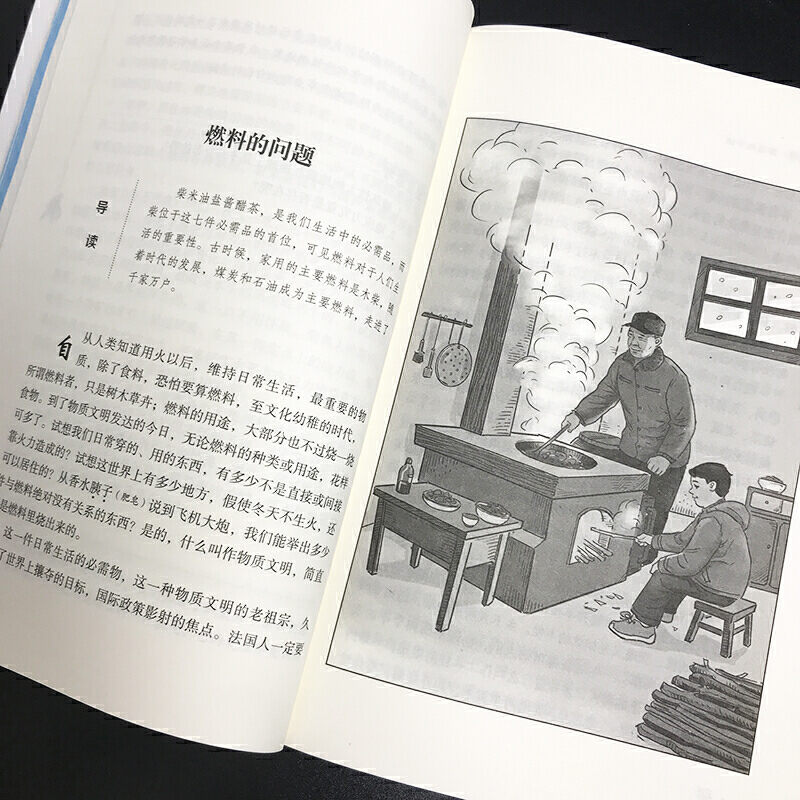 燃料的问题
导读
柴米油盐酱醋茶，是我们生活中的必需品，而
柴位于这七件必需品的首位，可见燃料对于人们生
活的重要性。古时候，家用的主要燃料是木柴，随
着时代的发展，煤炭和石油成为主要燃料，走进了
千家万户。
自从人类知道用火以后，维持日常生活，最重要的物
质，除了食料，恐怕要算燃料，至文化幼稚的时代，
所谓燃料者，只是树木草卉；燃料的用途，大部分也不过烧一烧
食物。到了物质文明发达的今日，无论燃料的种类或用途，花样
可多了。试想我们日常穿的、用的东西，有多少不是直接或间接
靠火力造成的？试想这世界上有多少地方，假使冬天不生火，还
可以居住的？从香水胰子（肥皂）说到飞机大炮，我们能举出多少
件与燃料绝对没有关系的东西？是的，什么叫作物质文明，简直
是燃料里烧出来的。
这一件日常生活的必需物，这一种物质文明的老祖宗，久
了世界上攘夺的目标，国际政策影射的焦点。法国人一定要